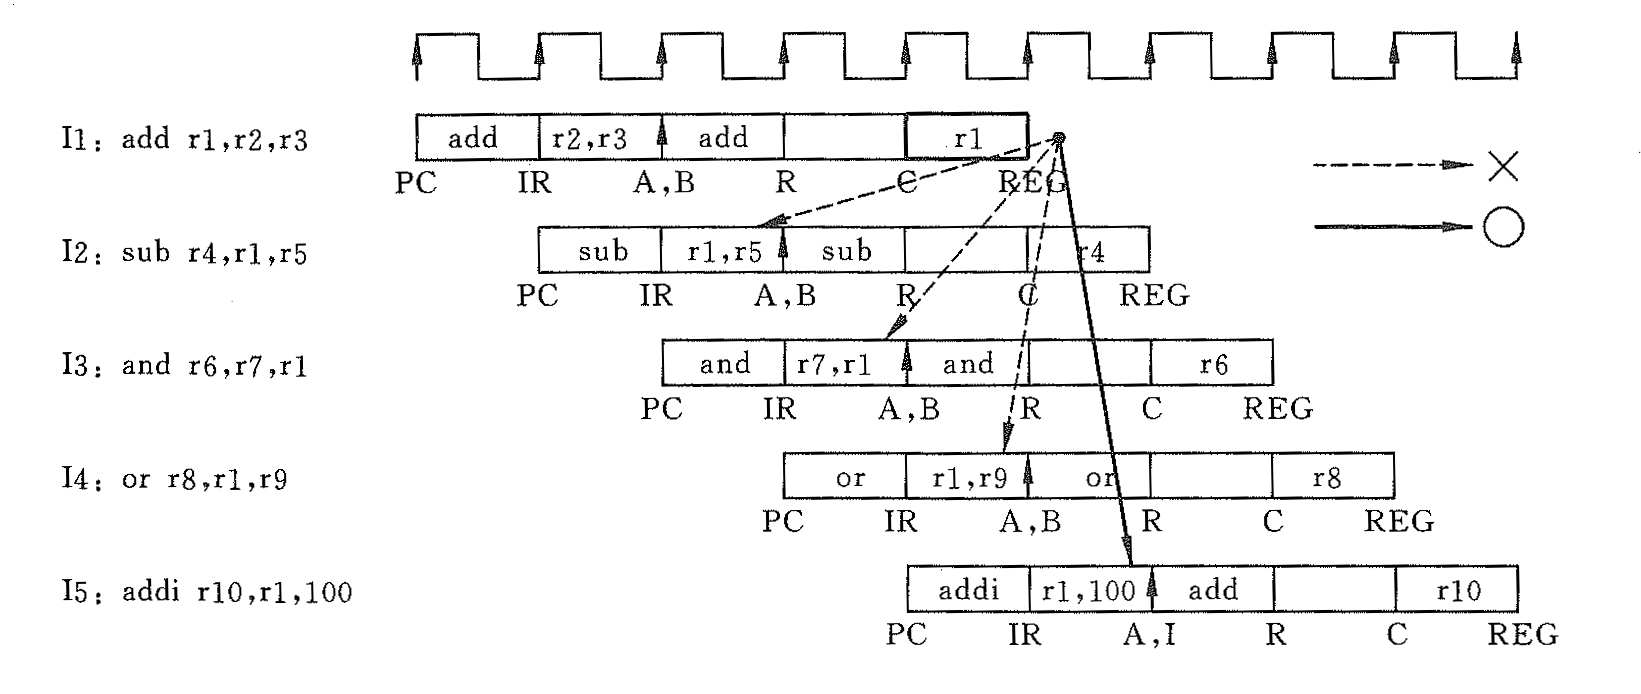 I1: add r1,r2,r3 add r2,r3 add r1
PC IR A,B R C REG
I2: sub r4,r1,r5 sub r1,r5 sub r4
PC IR A,B R C REG
I3: and r6,r7,r1 and r7,r1 and r6
PC IR A,B R C REG
I4: or r8,r1,r9 or r1,r9 or r8
PC IR A,B R C REG
I5: addi r10,r1,100 addi r1,100 add r10
PC IR A,I R C REG